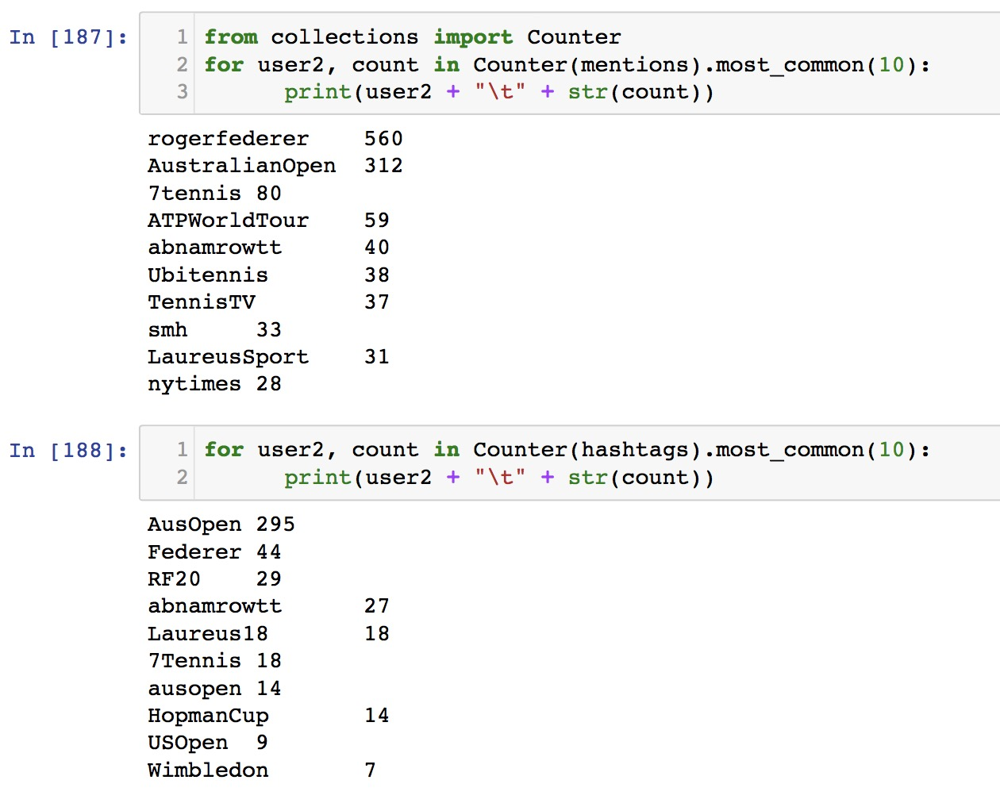 In [187]:
1 from collections import Counter
2 for user2, count in Counter(mentions).most_common(10):
3       print(user2 + "\t" + str(count))
rogerfederer    560
AustralianOpen  312
7tennis 80
ATPWorldTour    59
abnamrowtt      40
Ubitennis       38
TennisTV        37
smh     33
LaureusSport    31
nytimes 28
In [188]:
1 for user2, count in Counter(hashtags).most_common(10):
2       print(user2 + "\t" + str(count))
AusOpen 295
Federer 44
RF20    29
abnamrowtt      27
Laureus18       18
7Tennis 18
ausopen 14
HopmanCup       14
USOpen  9
Wimbledon       7